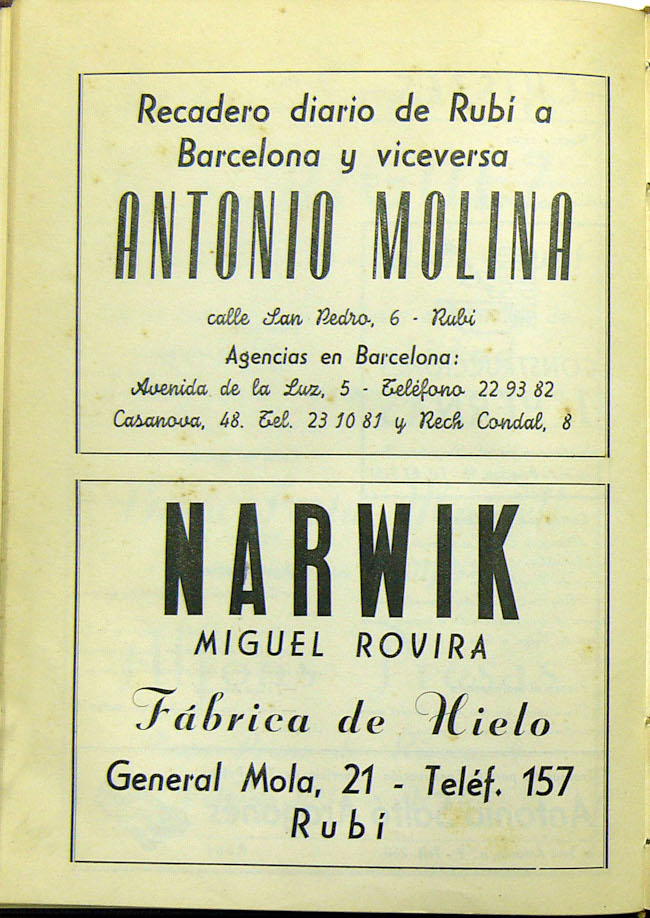 Recadero diario de Rubí a
Barcelona y viceversa
ANTONIO MOLINA
calle San Pedro, 6 - Rubí
Agencias en Barcelona:
Avenida de la Luz, 5 - Teléfono 22 93 82
Casanova, 48. Tel. 23 10 81 y Rech Condal, 8
NARWIK
MIGUEL ROVIRA
Fábrica de Hielo
General Mola, 21 - Teléf. 157
Rubí